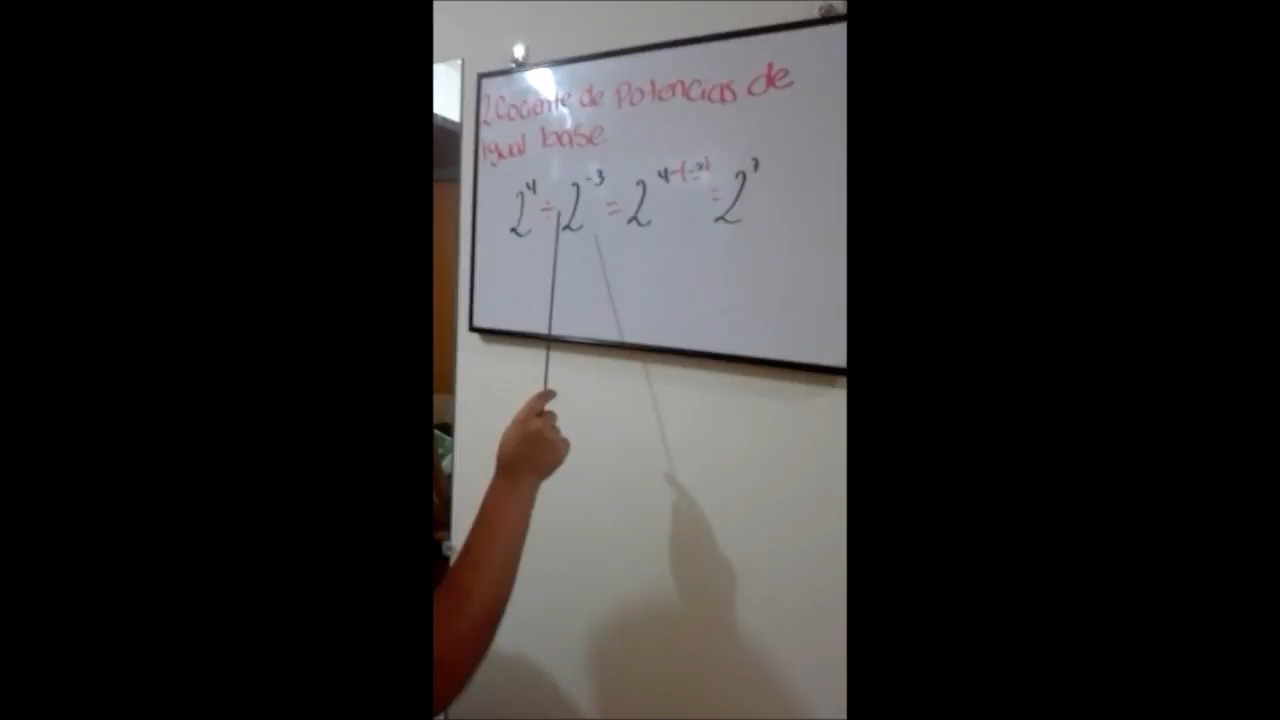 2 Cociente de Potencias de
igual base
2⁴ ÷ 2⁻³ = 2⁴⁻⁽⁻³⁾ = 2⁷